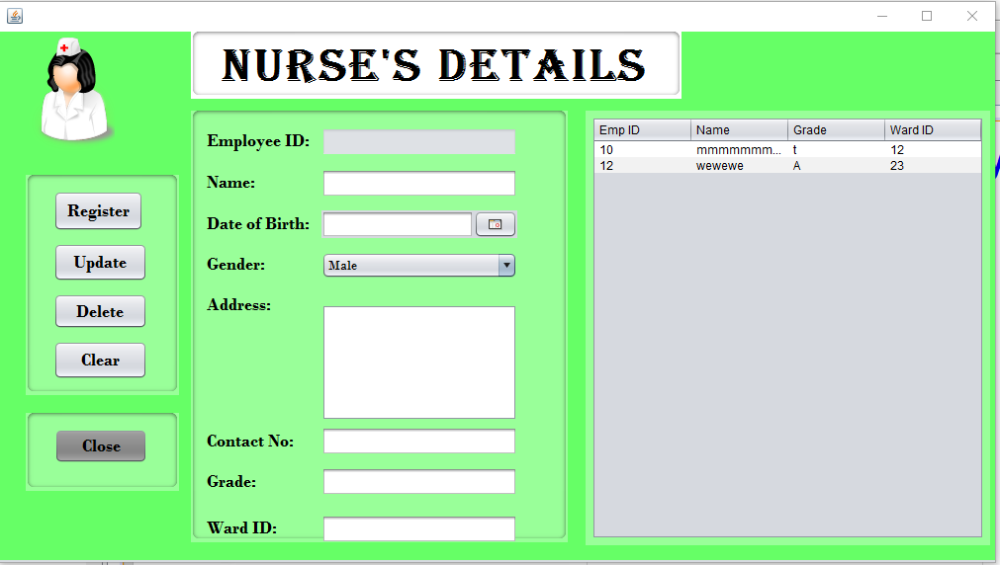 NURSE'S DETAILS
Register
Update
Delete
Clear
Close
Employee ID:
Name:
Date of Birth:
Gender: Male
Address:
Contact No:
Grade:
Ward ID:
Emp ID Name Grade Ward ID
10 mmmmmmm... t 12
12 wewewe A 23